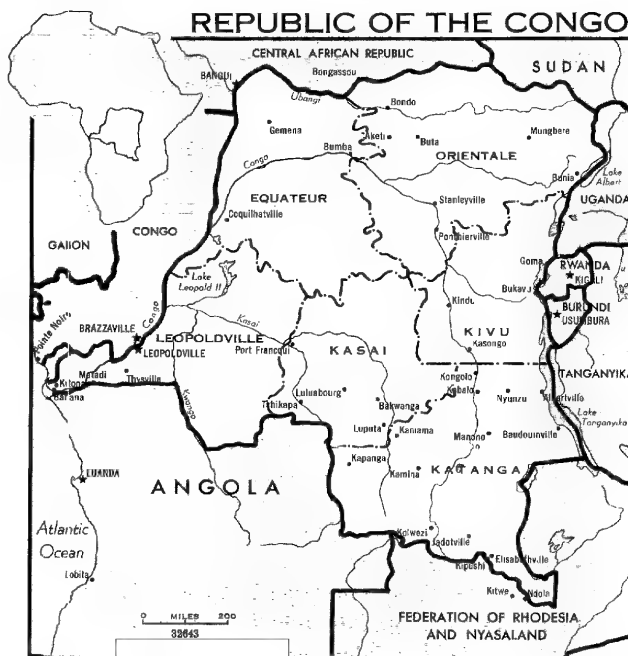 REPUBLIC OF THE CONGO
CENTRAL AFRICAN REPUBLIC
SUDAN
BANGUI
Bongassou
Ubangi
Bondo
Gemena
Aketi
Buta
Mungbere
Congo
Bumba
ORIENTALE
Bunia
Lake
Albert
EQUATEUR
Stanleyville
UGANDA
Coquilhatville
Ponthierville
GAIION
CONGO
Goma
RWANDA
KIGALI
Lake
Leopold II
Bukavu
Kindu
BURUNDI
USUMBURA
Pointe Noire
Congo
BRAZZAVILLE
LEOPOLDVILLE
LEOPOLDVILLE
Kasai
Port Francqui
KASAI
KIVU
Kasongo
Matadi
Thysville
Kitona
Banana
Kwango
Kongolo
TANGANYIKA
Kabalo
Nyunzu
Albertville
Luluabourg
Tshikapa
Bakwanga
Lake
Tanganyika
Luputa
Kaniama
Manono
Baudouinville
Kapanga
Kamina
KATANGA
LUANDA
ANGOLA
Atlantic
Ocean
Kolwezi
Jadotville
Kipushi
Elisabethville
Lobito
Kitwe
Ndola
0 MILES 200
32643
FEDERATION OF RHODESIA
AND NYASALAND